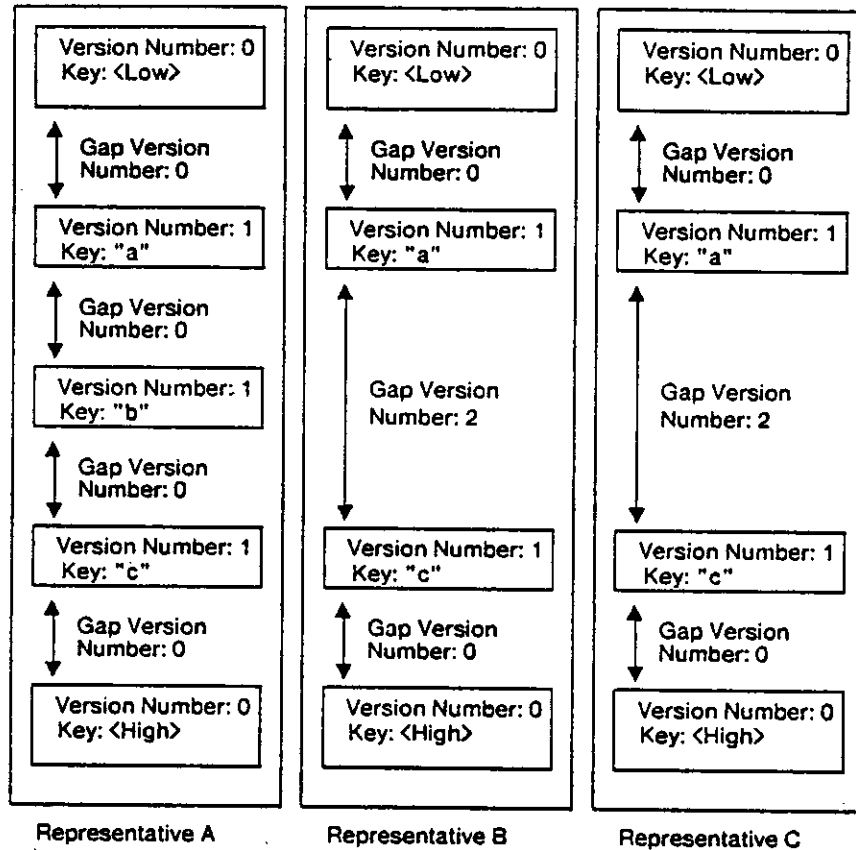 Version Number: 0
Key: <Low>
Gap Version
Number: 0
Version Number: 1
Key: "a"
Gap Version
Number: 0
Version Number: 1
Key: "b"
Gap Version
Number: 0
Version Number: 1
Key: "c"
Gap Version
Number: 0
Version Number: 0
Key: <High>
Representative A
Version Number: 0
Key: <Low>
Gap Version
Number: 0
Version Number: 1
Key: "a"
Gap Version
Number: 2
Version Number: 1
Key: "c"
Gap Version
Number: 0
Version Number: 0
Key: <High>
Representative B
Version Number: 0
Key: <Low>
Gap Version
Number: 0
Version Number: 1
Key: "a"
Gap Version
Number: 2
Version Number: 1
Key: "c"
Gap Version
Number: 0
Version Number: 0
Key: <High>
Representative C